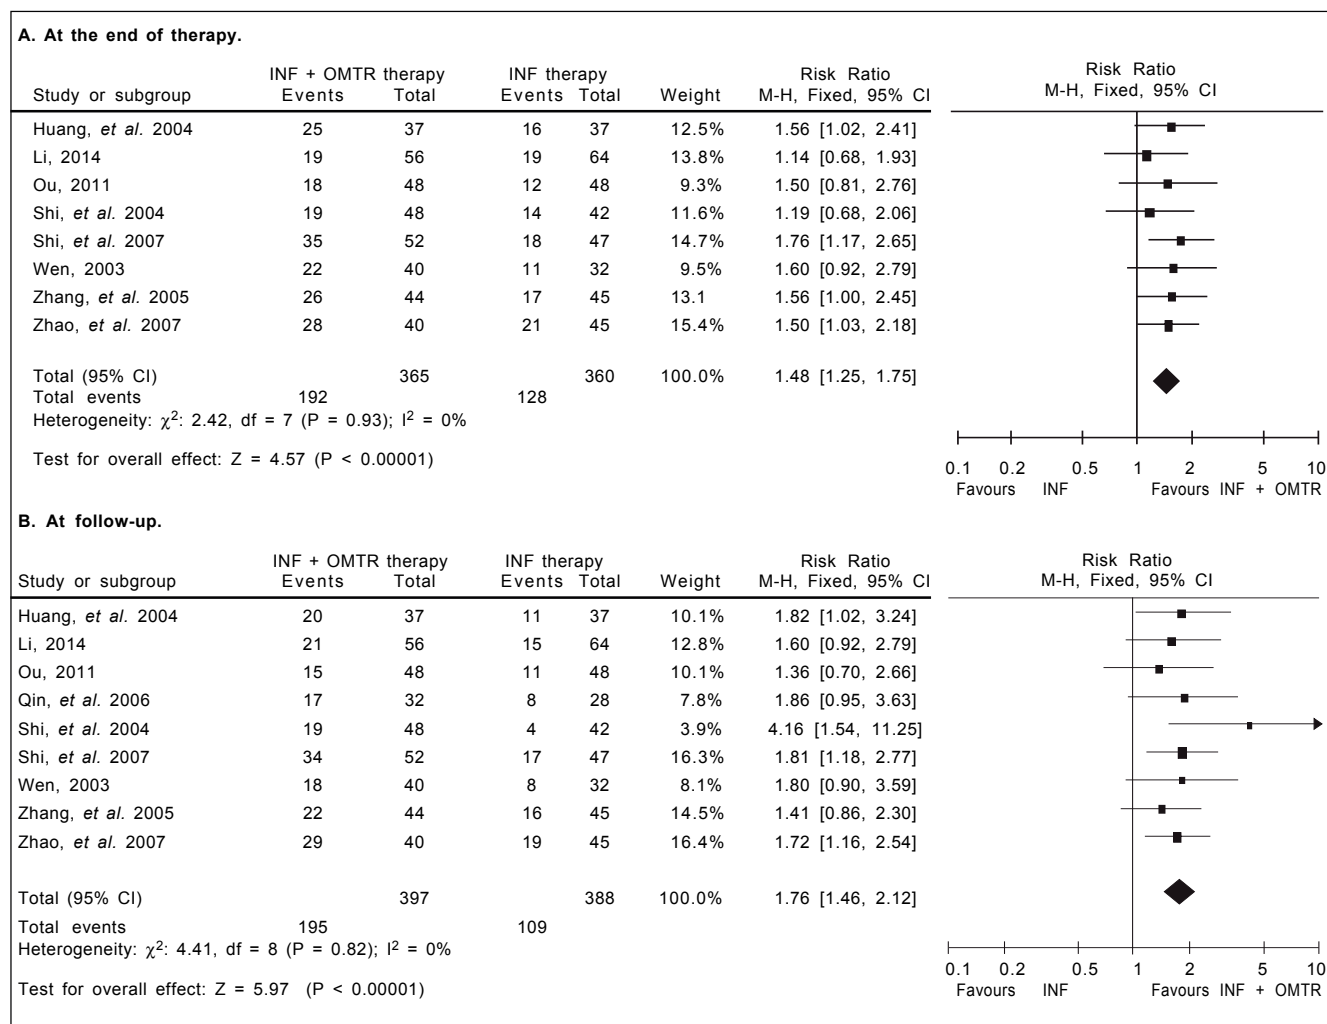 A. At the end of therapy.
INF + OMTR therapy INF therapy Risk Ratio Risk Ratio
Study or subgroup Events Total Events Total Weight M-H, Fixed, 95% CI M-H, Fixed, 95% CI
Huang, et al. 2004 25 37 16 37 12.5% 1.56 [1.02, 2.41]
Li, 2014 19 56 19 64 13.8% 1.14 [0.68, 1.93]
Ou, 2011 18 48 12 48 9.3% 1.50 [0.81, 2.76]
Shi, et al. 2004 19 48 14 42 11.6% 1.19 [0.68, 2.06]
Shi, et al. 2007 35 52 18 47 14.7% 1.76 [1.17, 2.65]
Wen, 2003 22 40 11 32 9.5% 1.60 [0.92, 2.79]
Zhang, et al. 2005 26 44 17 45 13.1 1.56 [1.00, 2.45]
Zhao, et al. 2007 28 40 21 45 15.4% 1.50 [1.03, 2.18]
Total (95% CI) 365 360 100.0% 1.48 [1.25, 1.75]
Total events 192 128
Heterogeneity: χ²: 2.42, df = 7 (P = 0.93); I² = 0%
Test for overall effect: Z = 4.57 (P < 0.00001)
0.1 0.2 0.5 1 2 5 10
Favours INF Favours INF + OMTR
B. At follow-up.
INF + OMTR therapy INF therapy Risk Ratio Risk Ratio
Study or subgroup Events Total Events Total Weight M-H, Fixed, 95% CI M-H, Fixed, 95% CI
Huang, et al. 2004 20 37 11 37 10.1% 1.82 [1.02, 3.24]
Li, 2014 21 56 15 64 12.8% 1.60 [0.92, 2.79]
Ou, 2011 15 48 11 48 10.1% 1.36 [0.70, 2.66]
Qin, et al. 2006 17 32 8 28 7.8% 1.86 [0.95, 3.63]
Shi, et al. 2004 19 48 4 42 3.9% 4.16 [1.54, 11.25]
Shi, et al. 2007 34 52 17 47 16.3% 1.81 [1.18, 2.77]
Wen, 2003 18 40 8 32 8.1% 1.80 [0.90, 3.59]
Zhang, et al. 2005 22 44 16 45 14.5% 1.41 [0.86, 2.30]
Zhao, et al. 2007 29 40 19 45 16.4% 1.72 [1.16, 2.54]
Total (95% CI) 397 388 100.0% 1.76 [1.46, 2.12]
Total events 195 109
Heterogeneity: χ²: 4.41, df = 8 (P = 0.82); I² = 0%
Test for overall effect: Z = 5.97 (P < 0.00001)
0.1 0.2 0.5 1 2 5 10
Favours INF Favours INF + OMTR